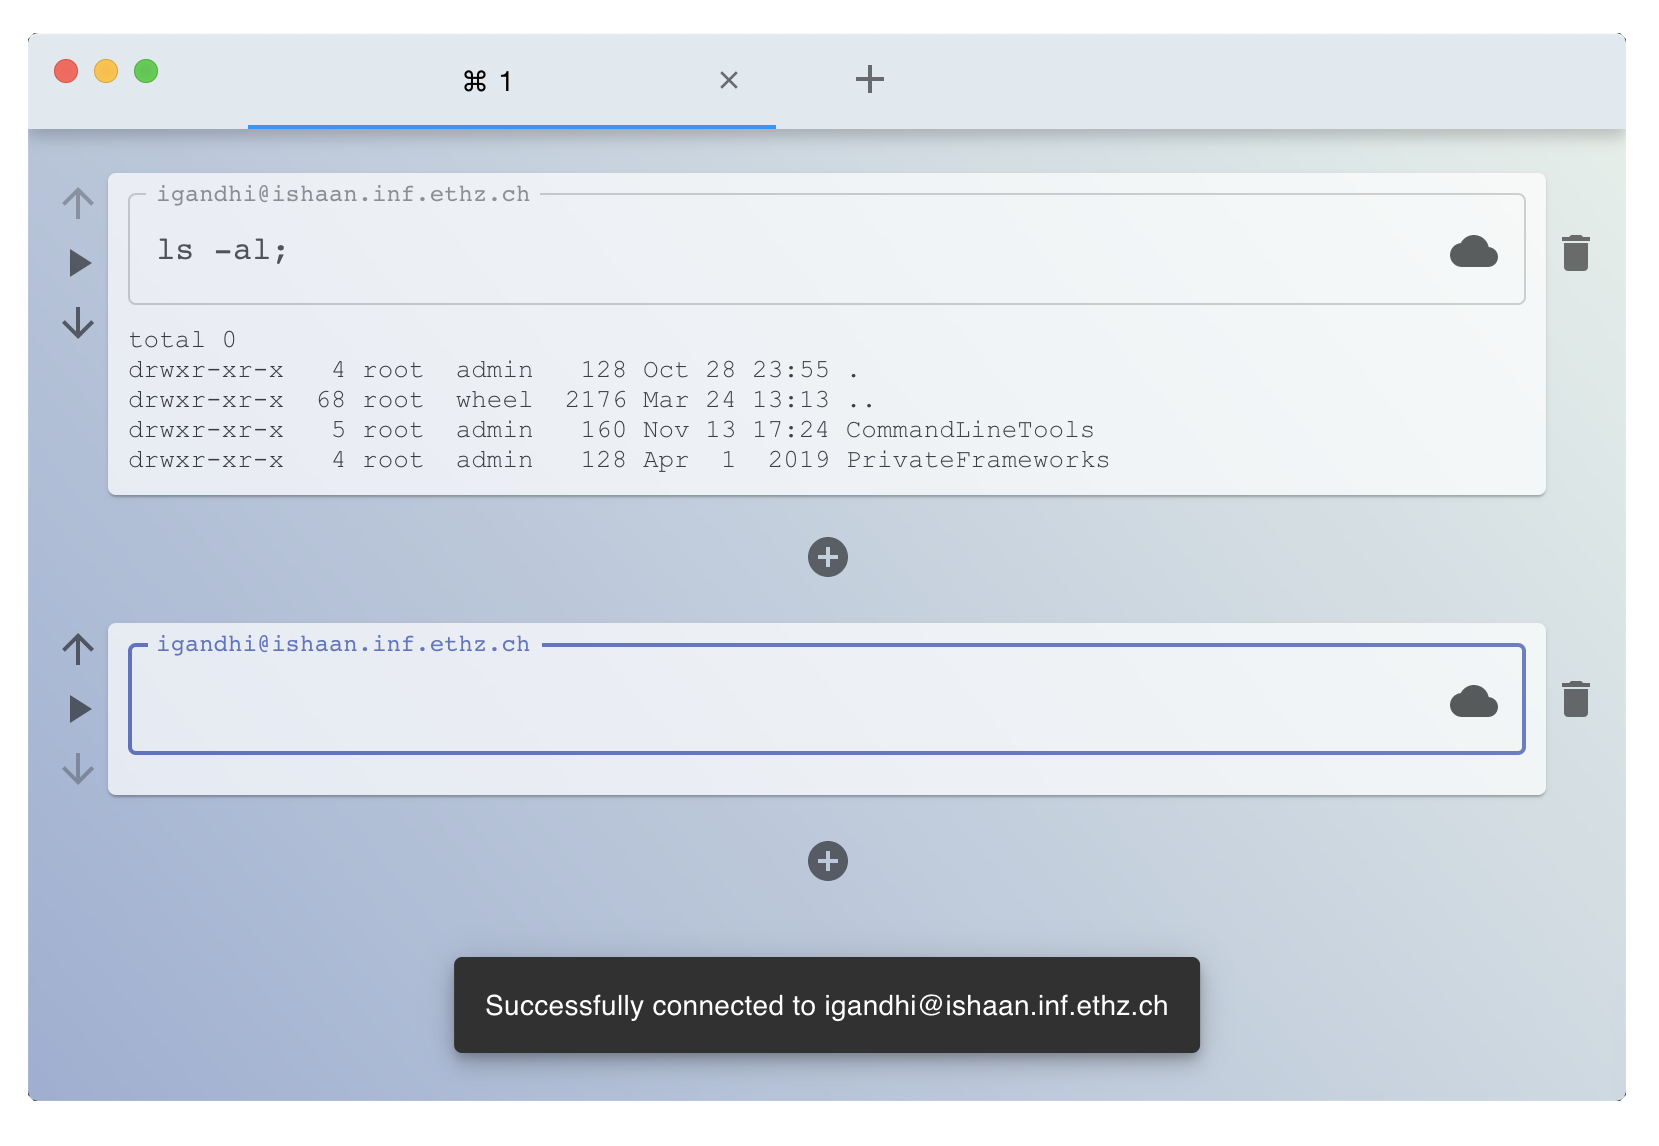 ⌘ 1
igandhi@ishaan.inf.ethz.ch
ls -al;
total 0
drwxr-xr-x   4 root  admin   128 Oct 28 23:55 .
drwxr-xr-x  68 root  wheel  2176 Mar 24 13:13 ..
drwxr-xr-x   5 root  admin   160 Nov 13 17:24 CommandLineTools
drwxr-xr-x   4 root  admin   128 Apr  1  2019 PrivateFrameworks
igandhi@ishaan.inf.ethz.ch
Successfully connected to igandhi@ishaan.inf.ethz.ch